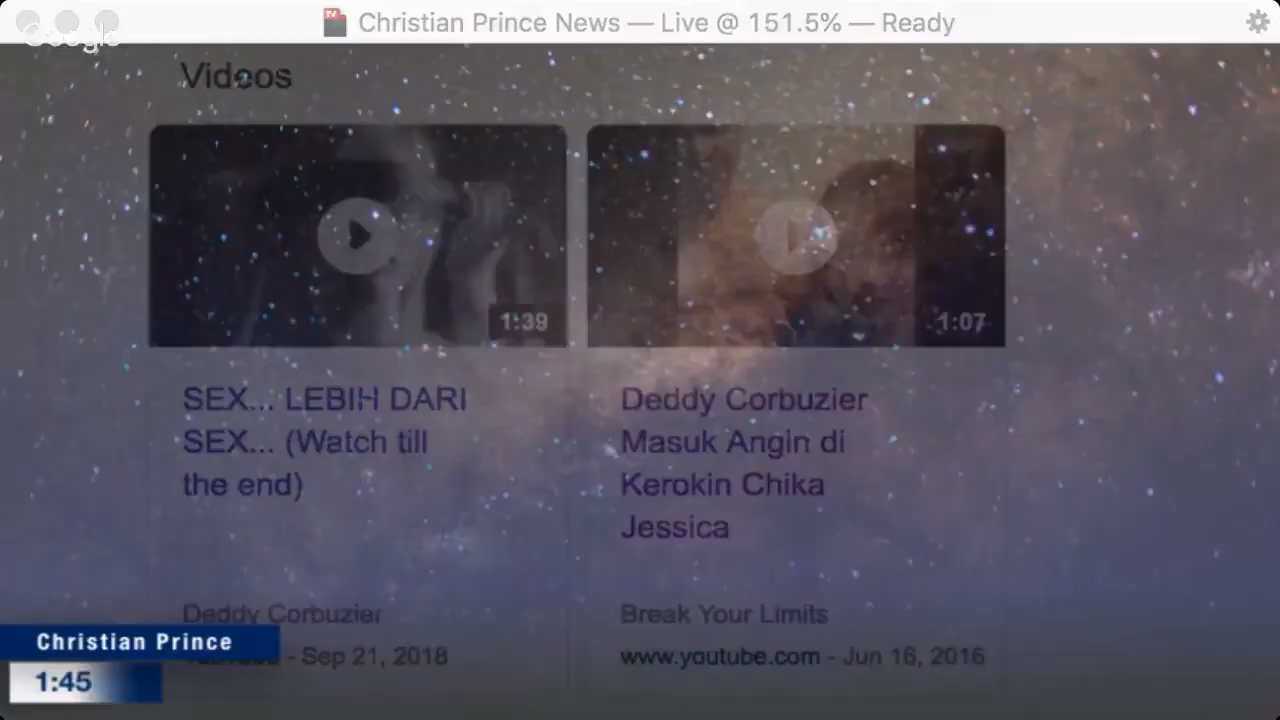 Christian Prince News — Live @ 151.5% — Ready
Google
Videos
1:39
1:07
SEX... LEBIH DARI
SEX... (Watch till
the end)
Deddy Corbuzier
Masuk Angin di
Kerokin Chika
Jessica
Deddy Corbuzier
- Sep 21, 2018
Break Your Limits
www.youtube.com - Jun 16, 2016
Christian Prince
1:45